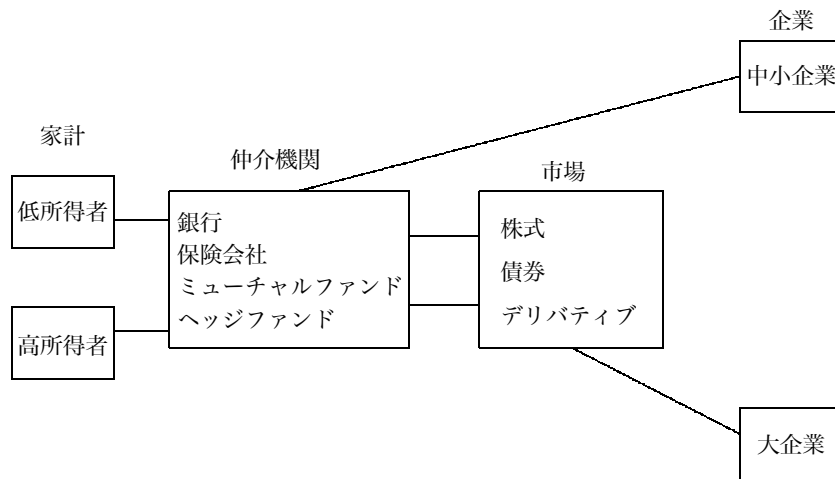 企業
中小企業
家計
仲介機関
市場
低所得者
銀行
保険会社
ミューチャルファンド
ヘッジファンド
株式
債券
デリバティブ
高所得者
大企業